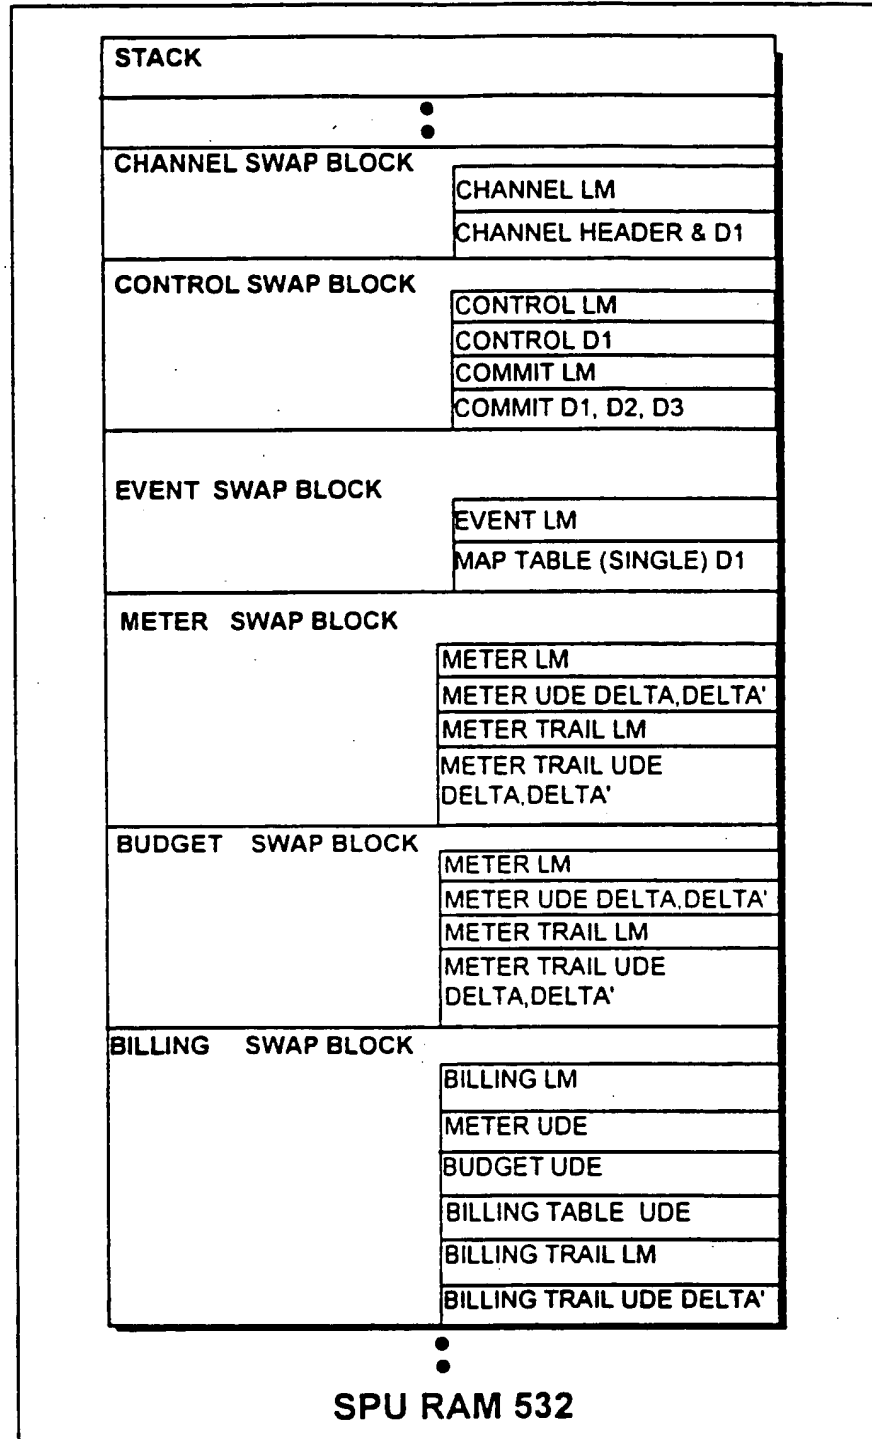 STACK
CHANNEL SWAP BLOCK
CHANNEL LM
CHANNEL HEADER & D1
CONTROL SWAP BLOCK
CONTROL LM
CONTROL D1
COMMIT LM
COMMIT D1, D2, D3
EVENT SWAP BLOCK
EVENT LM
MAP TABLE (SINGLE) D1
METER SWAP BLOCK
METER LM
METER UDE DELTA,DELTA'
METER TRAIL LM
METER TRAIL UDE
DELTA,DELTA'
BUDGET SWAP BLOCK
METER LM
METER UDE DELTA,DELTA'
METER TRAIL LM
METER TRAIL UDE
DELTA,DELTA'
BILLING SWAP BLOCK
BILLING LM
METER UDE
BUDGET UDE
BILLING TABLE UDE
BILLING TRAIL LM
BILLING TRAIL UDE DELTA'
SPU RAM 532